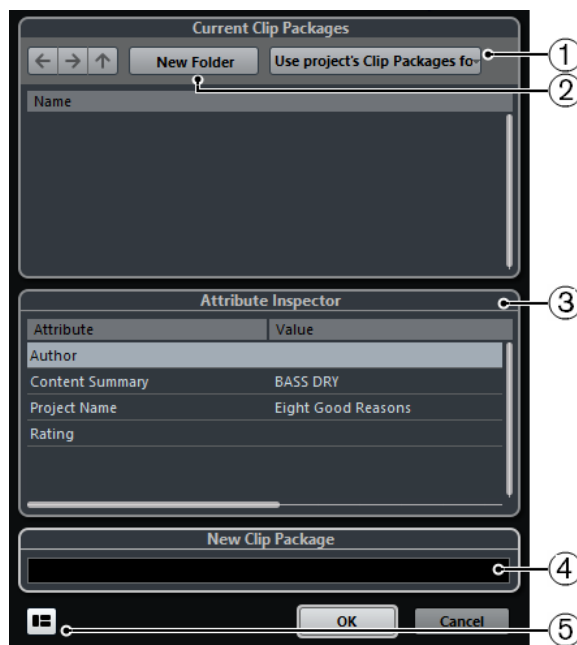 Current Clip Packages
New Folder
Use project's Clip Packages fo
①
②
Name
Attribute Inspector
③
Attribute Value
Author
Content Summary BASS DRY
Project Name Eight Good Reasons
Rating
New Clip Package
④
OK Cancel
⑤